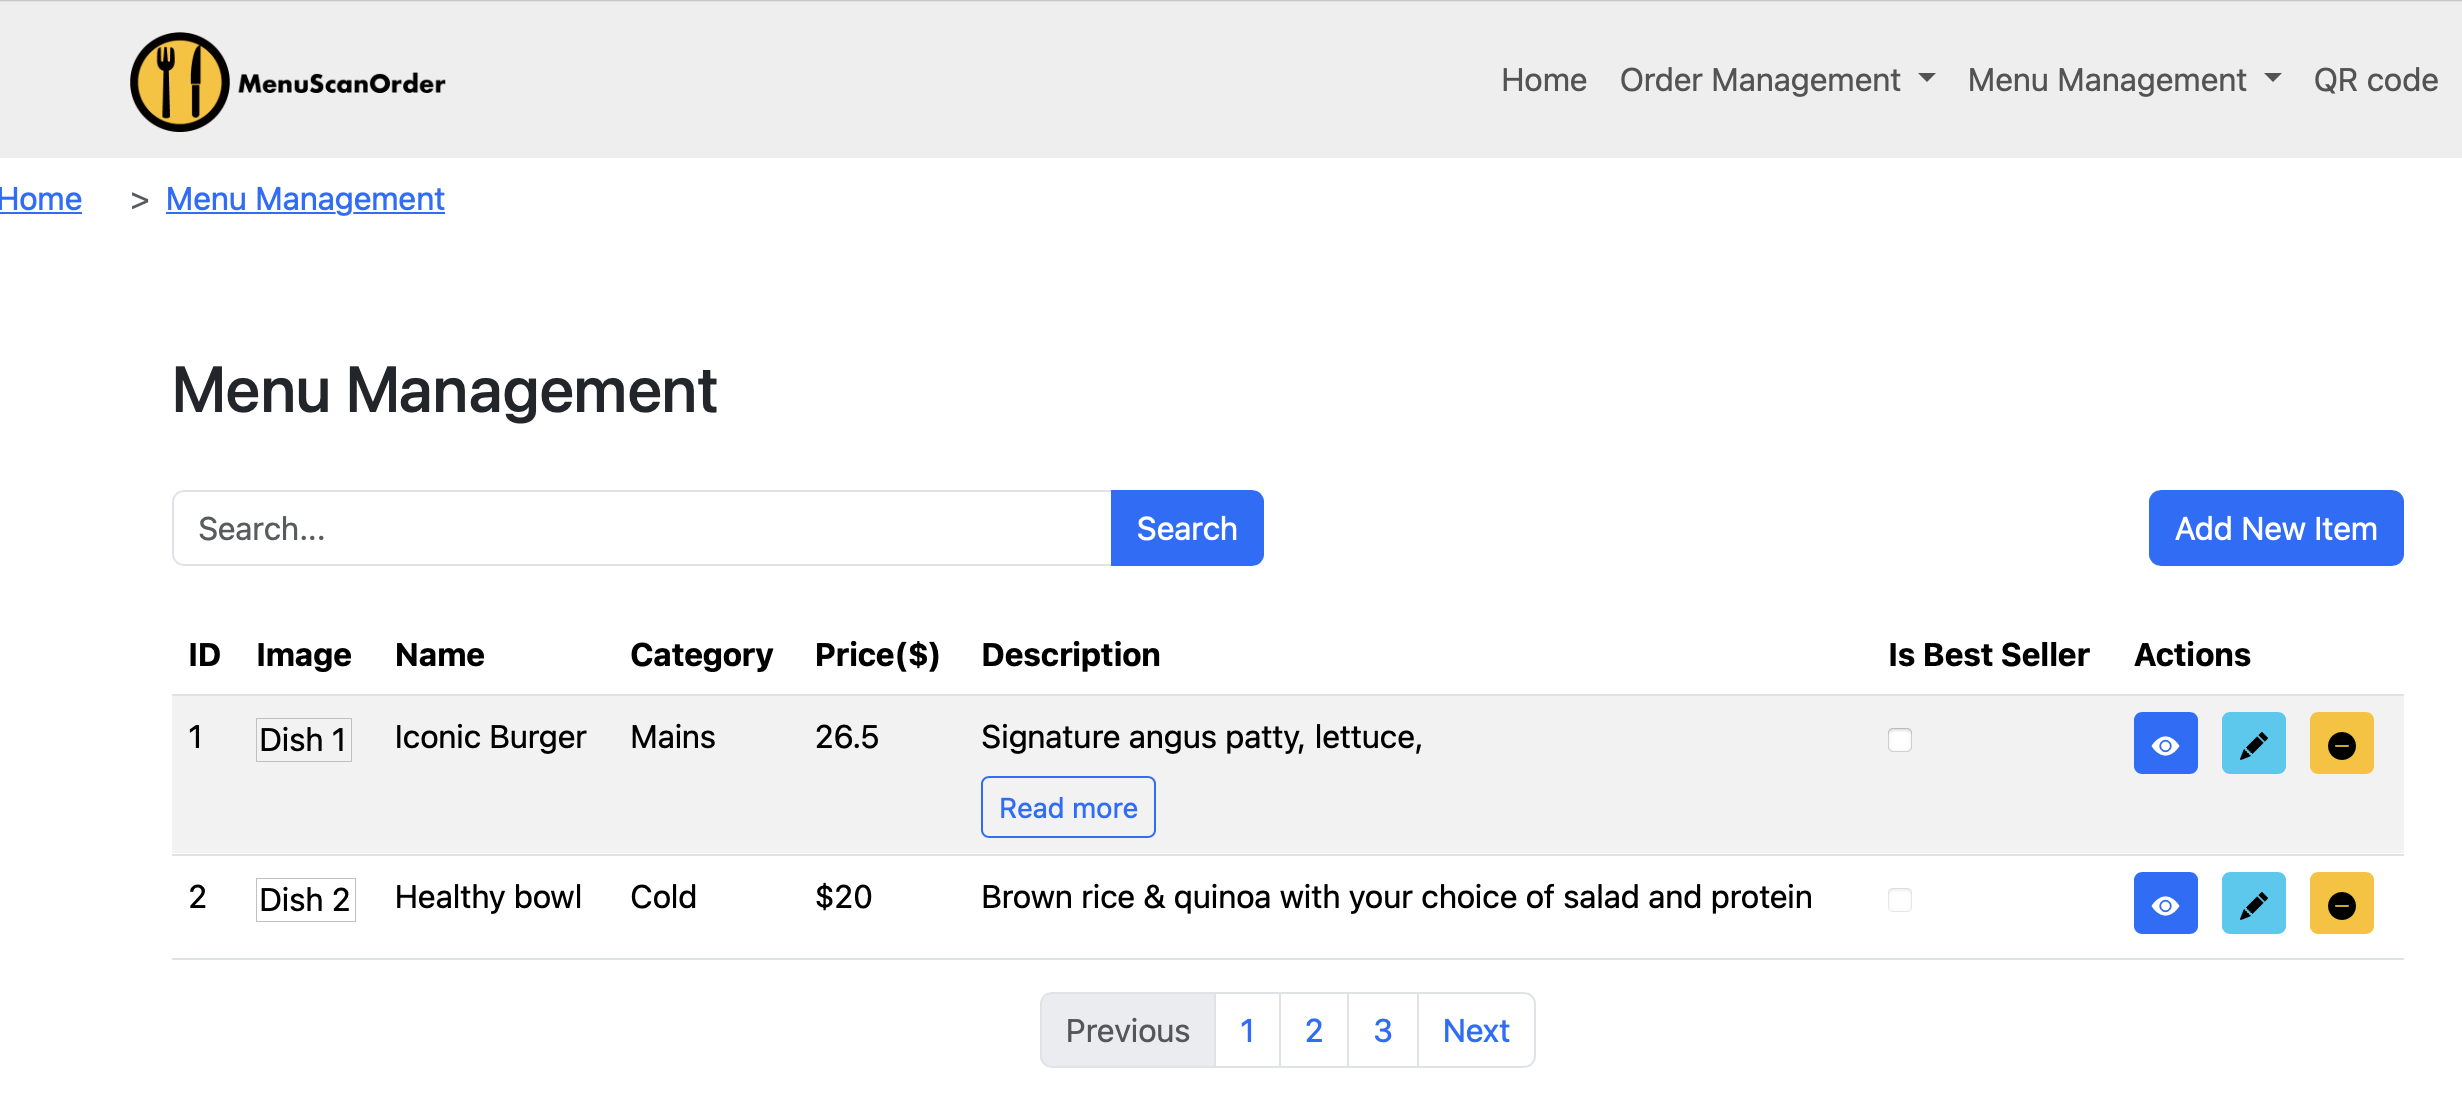 MenuScanOrder
Home Order Management Menu Management QR code
Home > Menu Management
Menu Management
Search... Search Add New Item
ID Image Name Category Price($) Description Is Best Seller Actions
1 Dish 1 Iconic Burger Mains 26.5 Signature angus patty, lettuce,
Read more
2 Dish 2 Healthy bowl Cold $20 Brown rice & quinoa with your choice of salad and protein
Previous 1 2 3 Next